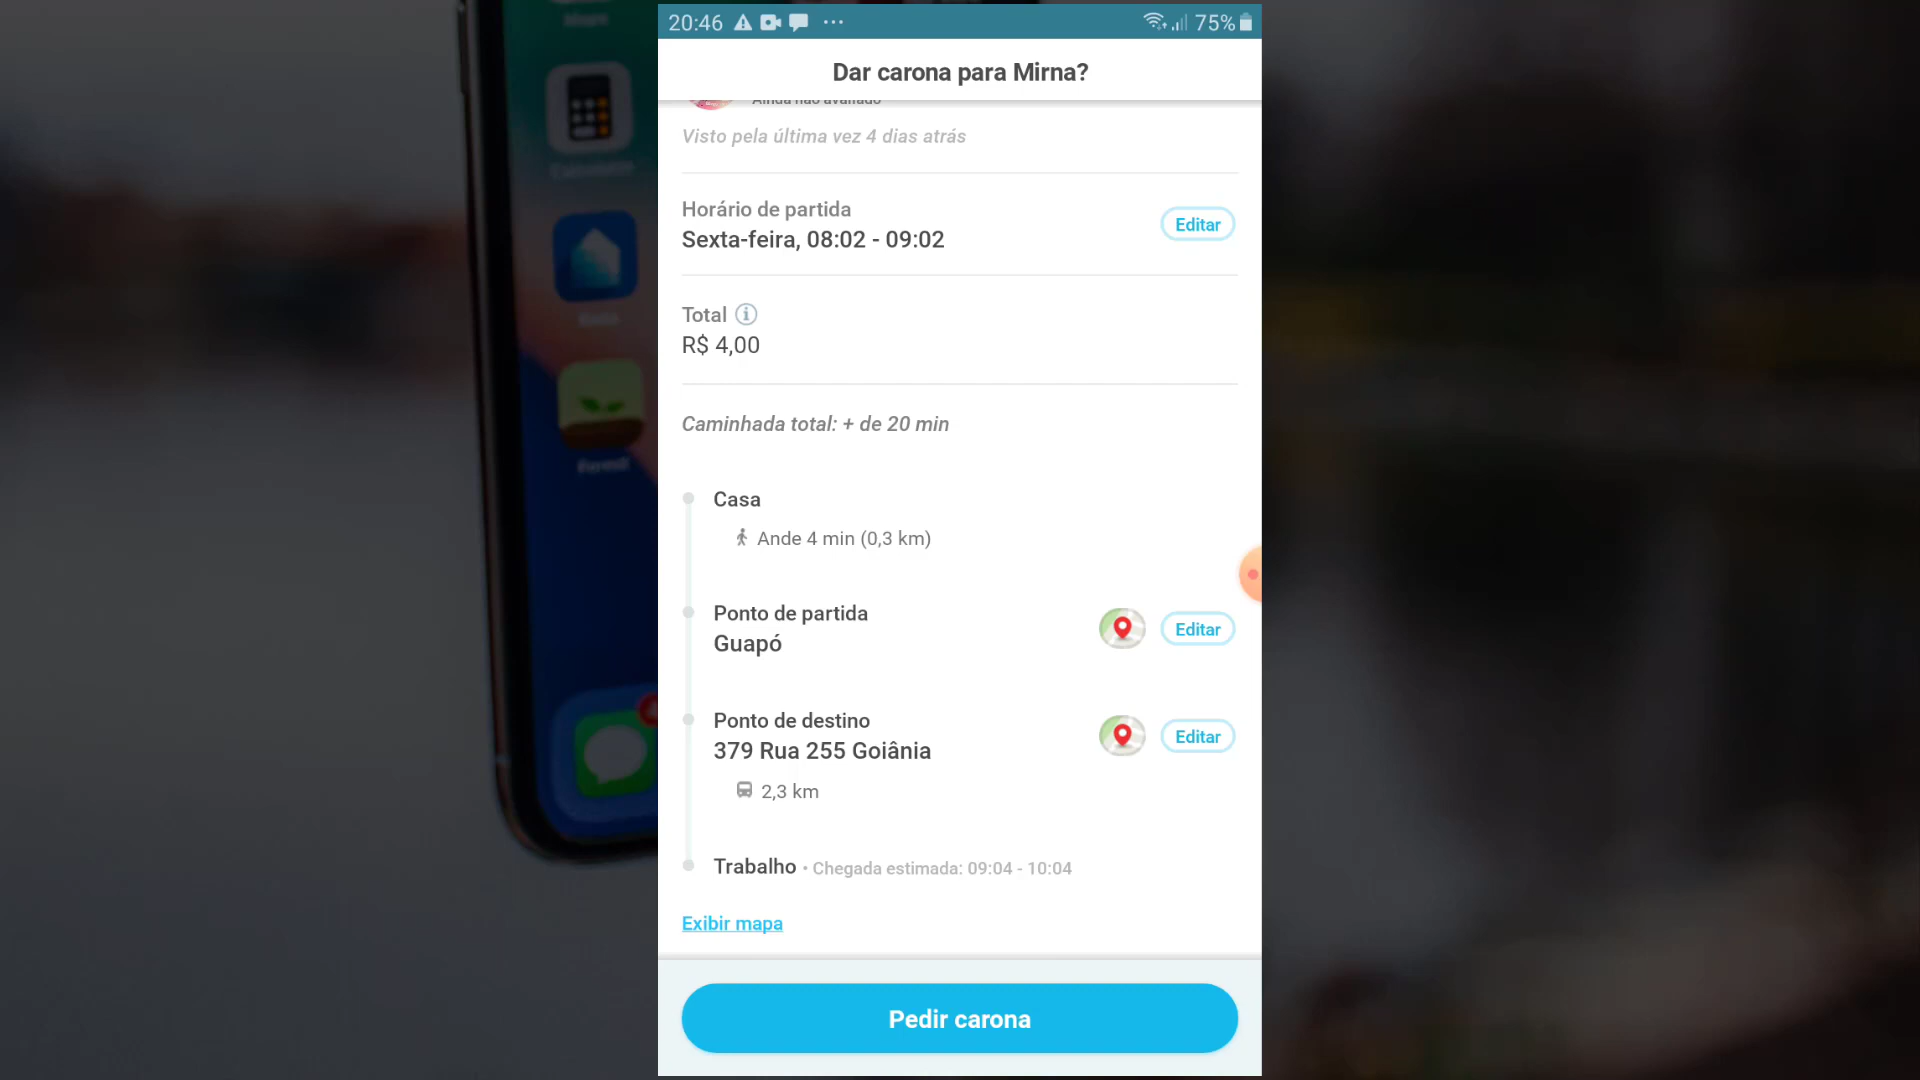 20:46
75%
Dar carona para Mirna?
Ainda não avaliado
Visto pela última vez 4 dias atrás
Horário de partida
Sexta-feira, 08:02 - 09:02
Editar
Total
R$ 4,00
Caminhada total: + de 20 min
Casa
Ande 4 min (0,3 km)
Ponto de partida
Guapó
Editar
Ponto de destino
379 Rua 255 Goiânia
Editar
2,3 km
Trabalho • Chegada estimada: 09:04 - 10:04
Exibir mapa
Pedir carona